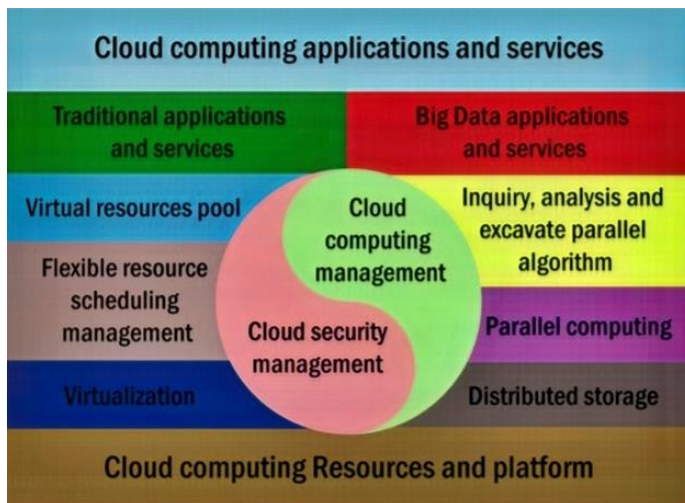 Cloud computing applications and services
Traditional applications
and services
Big Data applications
and services
Virtual resources pool
Cloud
computing
management
Inquiry, analysis and
excavate parallel
algorithm
Flexible resource
scheduling
management
Cloud security
management
Parallel computing
Virtualization
Distributed storage
Cloud computing Resources and platform